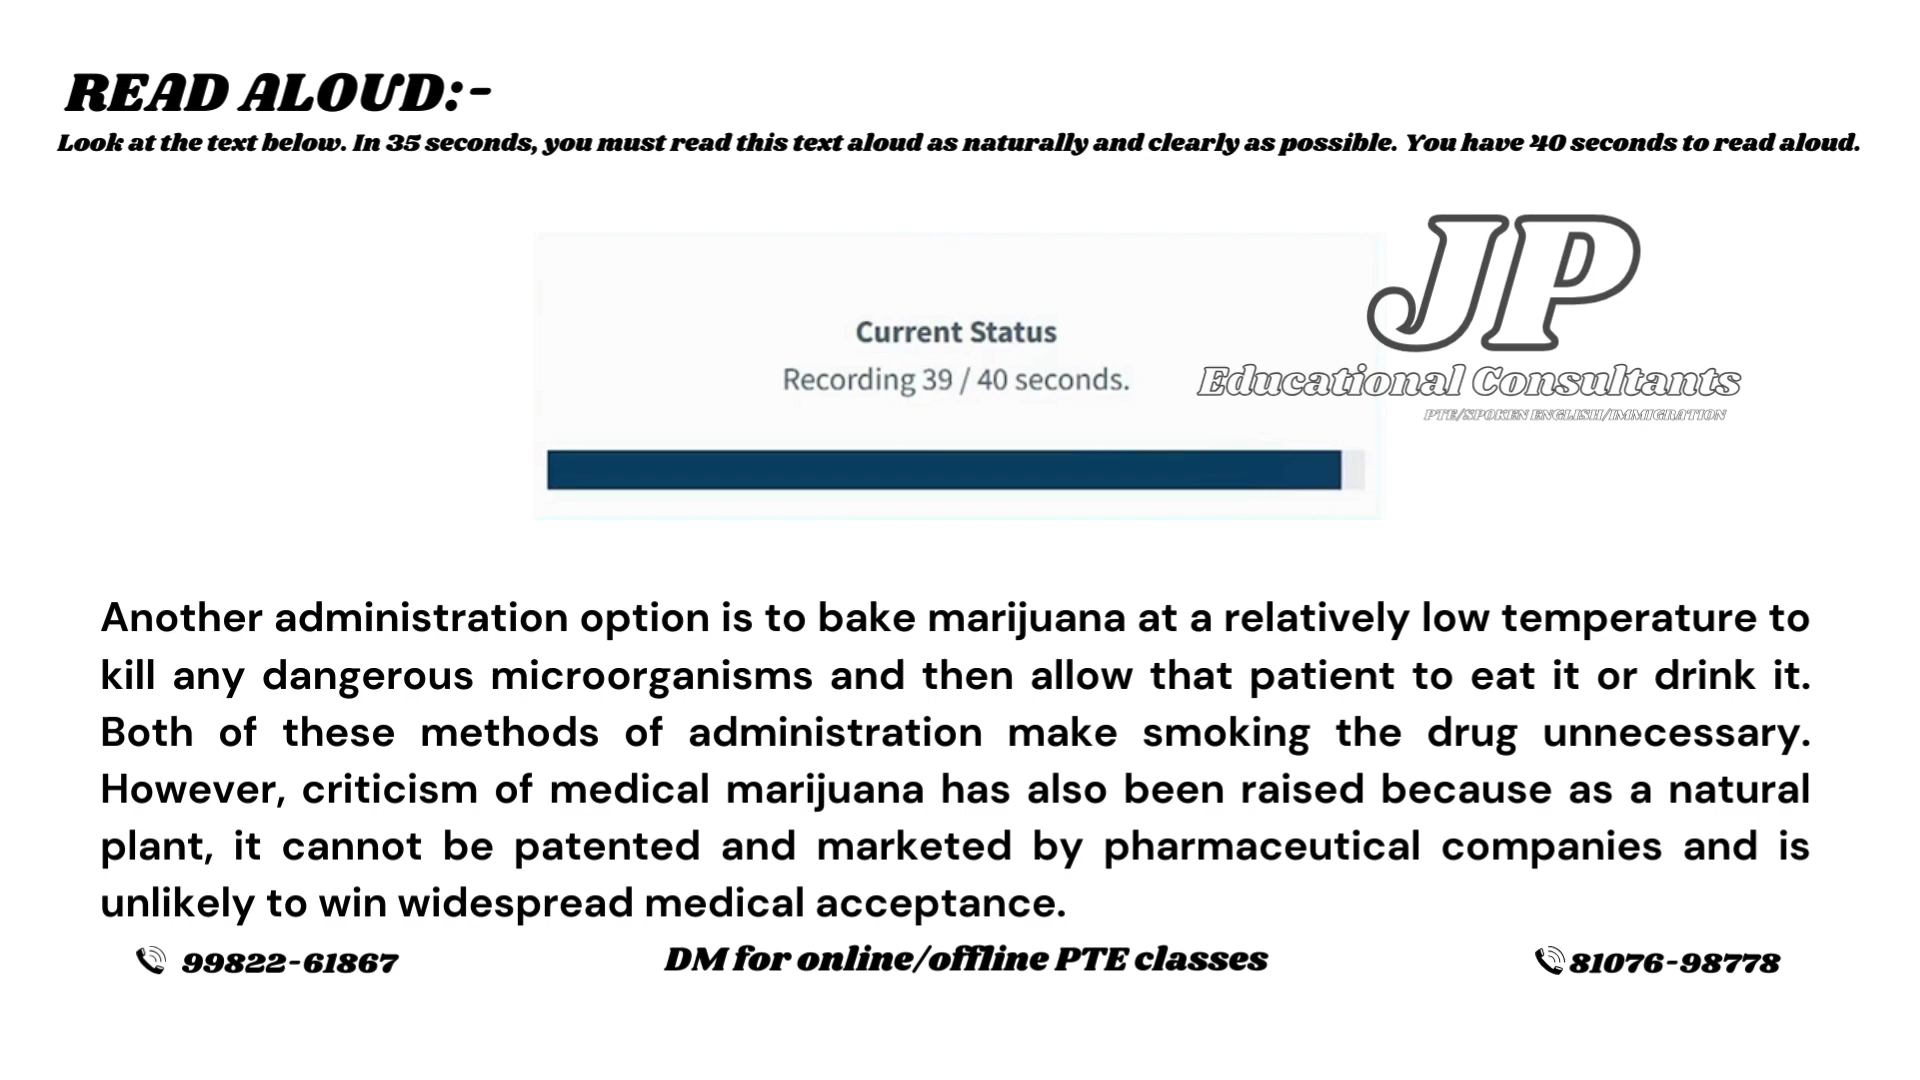 READ ALOUD:-
Look at the text below. In 35 seconds, you must read this text aloud as naturally and clearly as possible. You have 40 seconds to read aloud.
JP
Current Status
Recording 39 / 40 seconds.
Educational Consultants
PTE/SPOKEN ENGLISH/IMMIGRATION
Another administration option is to bake marijuana at a relatively low temperature to
kill any dangerous microorganisms and then allow that patient to eat it or drink it.
Both of these methods of administration make smoking the drug unnecessary.
However, criticism of medical marijuana has also been raised because as a natural
plant, it cannot be patented and marketed by pharmaceutical companies and is
unlikely to win widespread medical acceptance.
99822-61867
DM for online/offline PTE classes
81076-98778